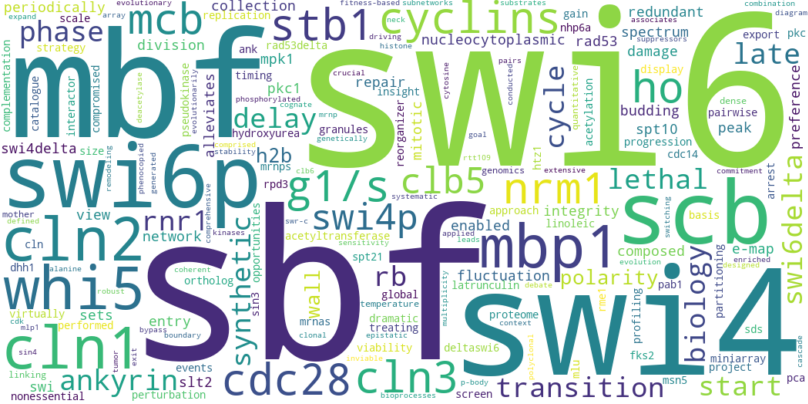 periodically
mcb
collection
stb1
cyclins
fitness-based
subnetworks
substrates
combination
evolutionary
expand
scale
array
replication
neck
associates
suppressors
diagram
phase
strategy
ank
rad53delta
driving
histone
nhp6a
rad53
gain
redundant
spectrum
export
pkc
division
mpk1
nucleocytoplasmic
damage
late
complementation
catalogue
interactor
compromised
deacetylase
pseudokinase
evolutionarily
mbf
swi6
timing
pkc1
phosphorylated
cognate
mrnp
genetically
repair
insight
granules
reorganizer
mitotic
crucial
cytosine
pairs
conducted
cycle
quantitative
acetylation
display
ho
budding
spt10
progression
cdc14
dense
pairwise
peak
preference
alleviates
delay
hydroxyurea
swi4delta
size
remodeling
phenocopied
generated
comprehensive
mrnps
h2b
comprised
stability
rpd3
g1/s
clb6
systematic
clb5
goal
rtt109
htz1
genomics
extensive
nrm1
lethal
arrest
commitment
e-map
swi6delta
swi6p
mother
defined
view
rnr1
network
cln2
cln
synthetic
swr-c
kinases
acetyltransferase
opportunities
spt21
swi4p
applied
leads
approach
sensitivity
enabled
mbp1
integrity
linoleic
switching
basis
composed
scb
enriched
designed
partitioning
whi5
cdk
alanine
robust
dhh1
ortholog
coherent
sets
virtually
mlp1
entry
sin3
wall
rb
global
fluctuation
latrunculin
polarity
evolution
proteome
context
pab1
biology
profiling
miniarray
project
cln1
sin4
performed
bypass
boundary
mrnas
clonal
dramatic
treating
temperature
multiplicity
debate
sbf
swi4
fks2
sds
cascade
pca
linking
swi
ankyrin
tumor
exit
events
slt2
viability
epistatic
deltaswi6
p-body
msn5
miu
nonessential
perturbation
cdc28
screen
cln3
bioprocesses
transition
start